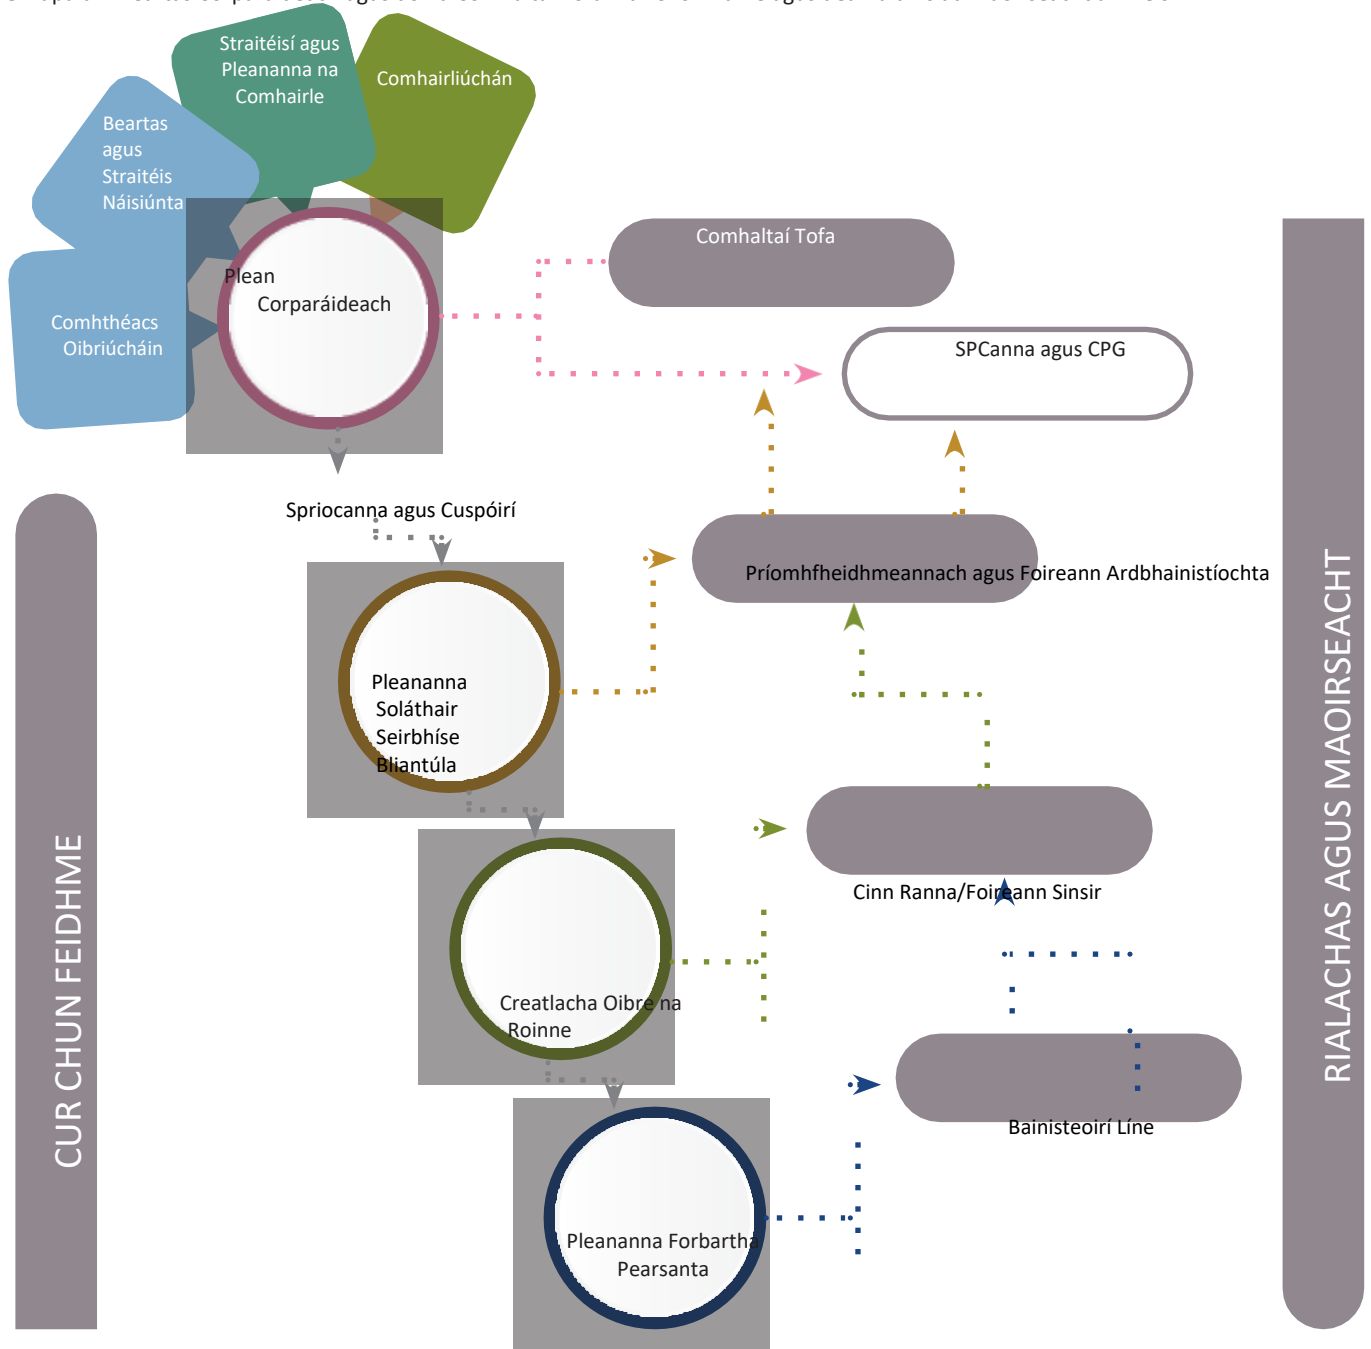 Straitéisí agus
Pleananna na
Comhairle
Comhairliúchán
Beartas
agus
Straitéis
Náisiúnta
Comhthéacs
Oibriúcháin
Plean
Corparáideach
Comhaltaí Tofa
SPCanna agus CPG
Spriocanna agus Cuspóirí
Príomhfheidhmeannach agus Foireann Ardbhainistíochta
Pleananna
Soláthair
Seirbhíse
Bliantúla
Cinn Ranna/Foireann Sinsir
Creatlacha Oibre na
Roinne
Bainisteoirí Líne
Pleananna Forbartha
Pearsanta
CUR CHUN FEIDHME
RIALACHAS AGUS MAOIRSEACHT